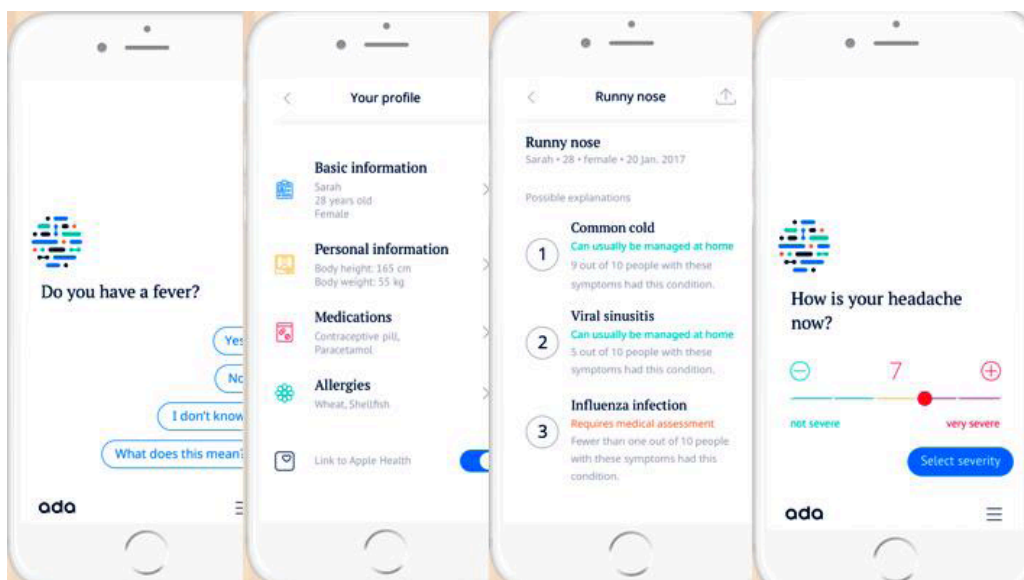 Do you have a fever?
Yes
No
I don't know
What does this mean?
ada
Your profile
Basic information
Sarah
28 years old
Female
Personal information
Body height: 165 cm
Body weight: 55 kg
Medications
Contraceptive pill,
Paracetamol
Allergies
Wheat, Shellfish
Link to Apple Health
Runny nose
Runny nose
Sarah • 28 • female • 20 Jan. 2017
Possible explanations
1
Common cold
Can usually be managed at home
9 out of 10 people with these
symptoms had this condition.
2
Viral sinusitis
Can usually be managed at home
5 out of 10 people with these
symptoms had this condition.
3
Influenza infection
Requires medical assessment
Fewer than one out of 10 people
with these symptoms had this
condition.
How is your headache
now?
7
not severe
very severe
Select severity
ada